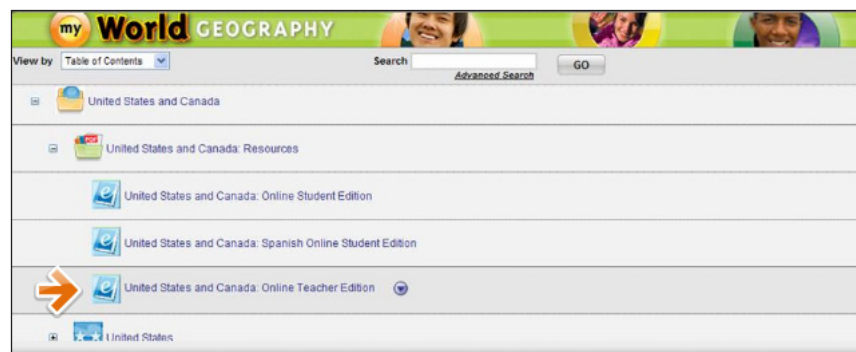 my World GEOGRAPHY
View by Table of Contents Search GO
Advanced Search
United States and Canada
PDF
United States and Canada: Resources
e United States and Canada: Online Student Edition
e United States and Canada: Spanish Online Student Edition
e United States and Canada: Online Teacher Edition
United States